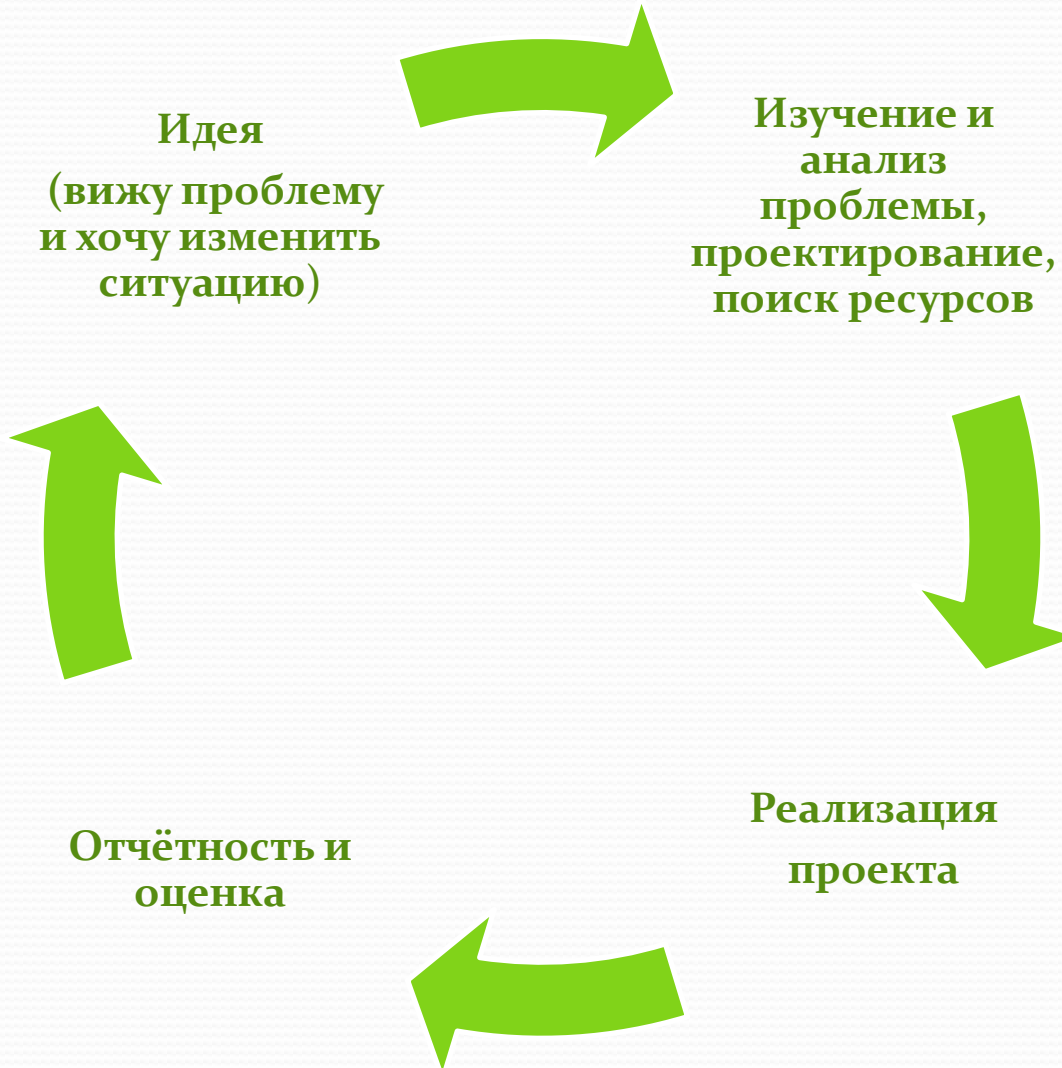 Идея
(вижу проблему
и хочу изменить
ситуацию)
Изучение и
анализ
проблемы,
проектирование,
поиск ресурсов
Реализация
проекта
Отчётность и
оценка